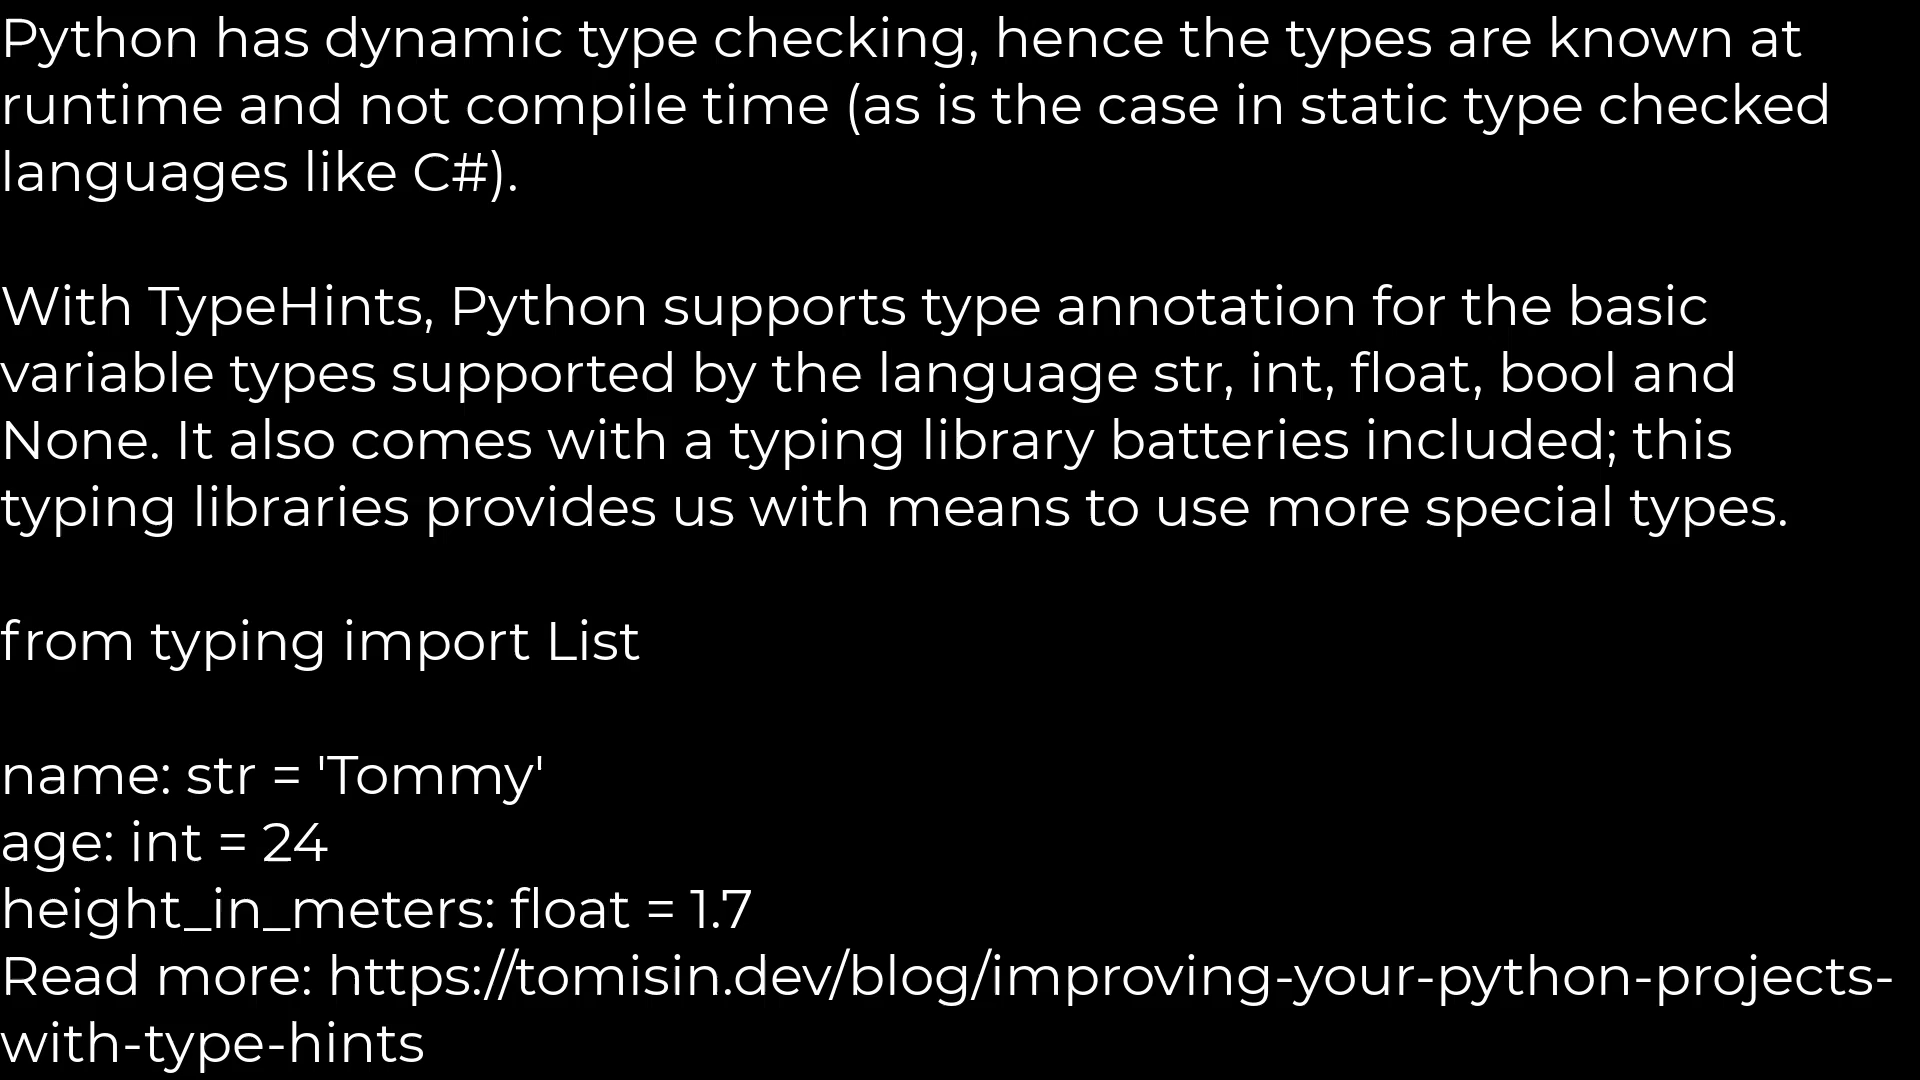 Python has dynamic type checking, hence the types are known at
runtime and not compile time (as is the case in static type checked
languages like C#).
With TypeHints, Python supports type annotation for the basic
variable types supported by the language str, int, float, bool and
None. It also comes with a typing library batteries included; this
typing libraries provides us with means to use more special types.
from typing import List
name: str = 'Tommy'
age: int = 24
height_in_meters: float = 1.7
Read more: https://tomisin.dev/blog/improving-your-python-projects-
with-type-hints